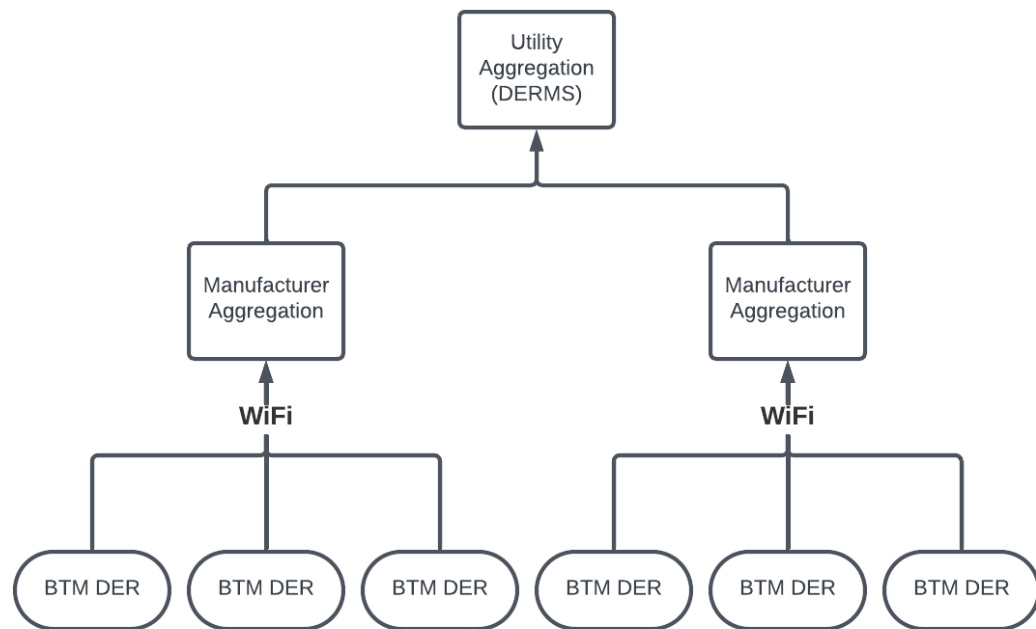 Utility
Aggregation
(DERMS)
Manufacturer
Aggregation
Manufacturer
Aggregation
WiFi
WiFi
BTM DER
BTM DER
BTM DER
BTM DER
BTM DER
BTM DER